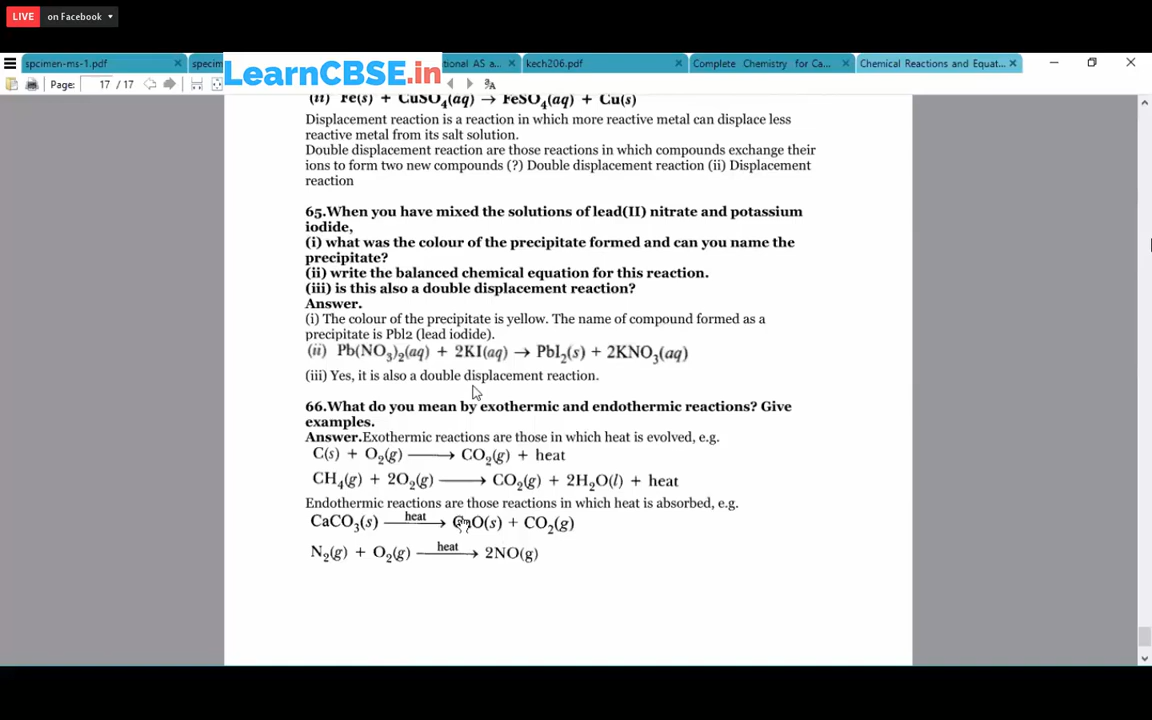 LIVE on Facebook
spcimen-ms-1.pdf specim LearnCBSE.in tional AS a... kech206.pdf Complete Chemistry for Ca... Chemical Reactions and Equat...
Page: 17 / 17
(ii) Fe(s) + CuSO₄(aq) → FeSO₄(aq) + Cu(s)
Displacement reaction is a reaction in which more reactive metal can displace less
reactive metal from its salt solution.
Double displacement reaction are those reactions in which compounds exchange their
ions to form two new compounds (?) Double displacement reaction (ii) Displacement
reaction
65.When you have mixed the solutions of lead(II) nitrate and potassium
iodide,
(i) what was the colour of the precipitate formed and can you name the
precipitate?
(ii) write the balanced chemical equation for this reaction.
(iii) is this also a double displacement reaction?
Answer.
(i) The colour of the precipitate is yellow. The name of compound formed as a
precipitate is Pbl2 (lead iodide).
(ii) Pb(NO₃)₂(aq) + 2KI(aq) → PbI₂(s) + 2KNO₃(aq)
(iii) Yes, it is also a double displacement reaction.
66.What do you mean by exothermic and endothermic reactions? Give
examples.
Answer.Exothermic reactions are those in which heat is evolved, e.g.
C(s) + O₂(g) ⟶ CO₂(g) + heat
CH₄(g) + 2O₂(g) ⟶ CO₂(g) + 2H₂O(l) + heat
Endothermic reactions are those reactions in which heat is absorbed, e.g.
heat
CaCO₃(s) ⟶ CaO(s) + CO₂(g)
heat
N₂(g) + O₂(g) ⟶ 2NO(g)